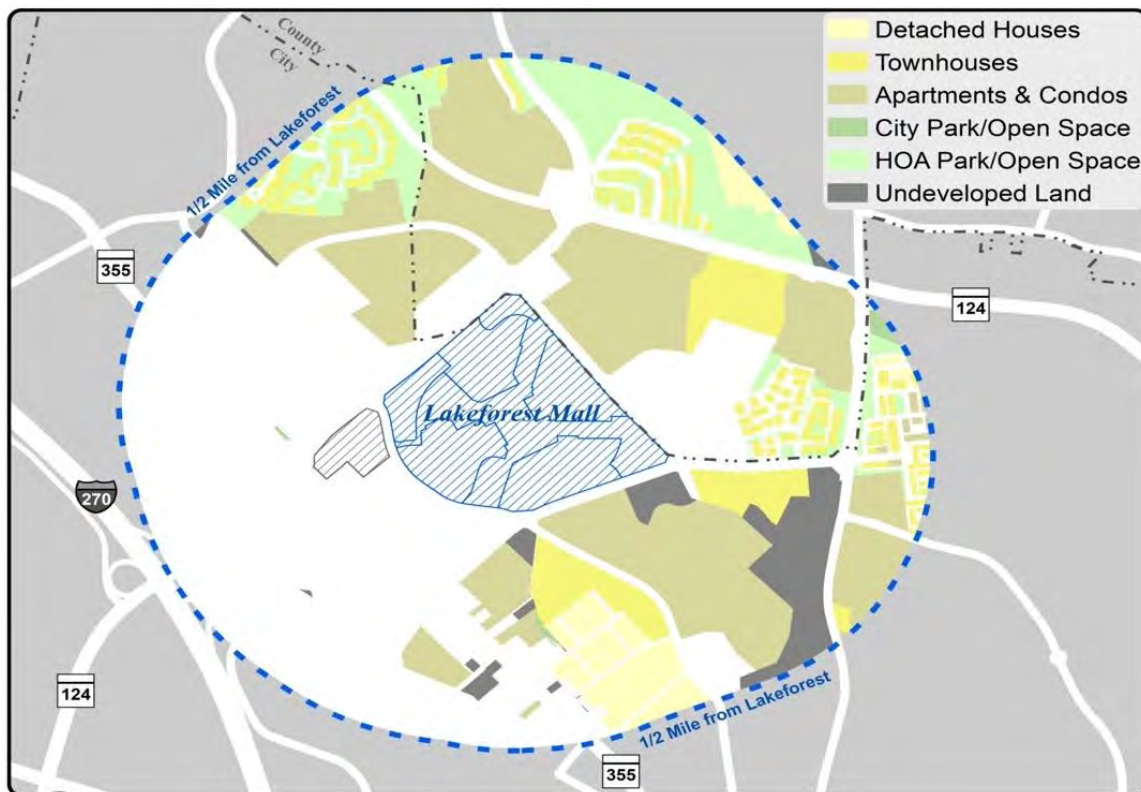 County
City
Detached Houses
Townhouses
Apartments & Condos
City Park/Open Space
HOA Park/Open Space
Undeveloped Land
1/2 Mile from Lakeforest
355
124
Lakeforest Mall
270
124
1/2 Mile from Lakeforest
355